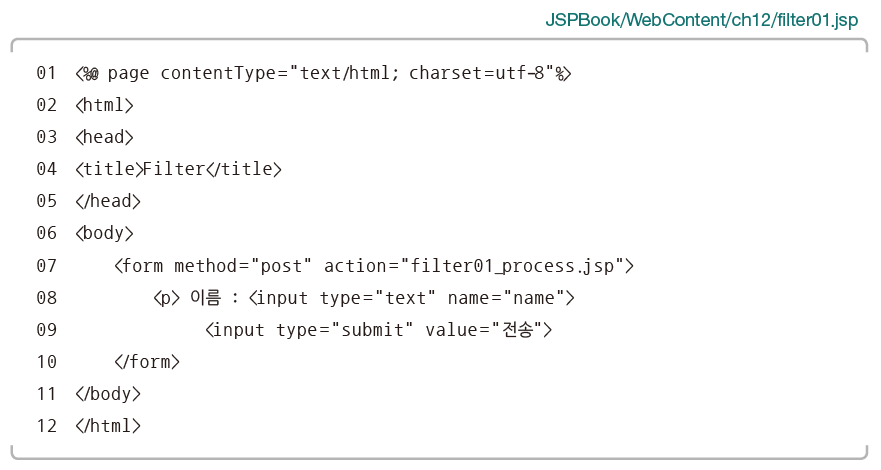 JSPBook/WebContent/ch12/filter01.jsp
01 <%@ page contentType="text/html; charset=utf-8"%>
02 <html>
03 <head>
04 <title>Filter</title>
05 </head>
06 <body>
07 <form method="post" action="filter01_process.jsp">
08 <p> 이름 : <input type="text" name="name">
09 <input type="submit" value="전송">
10 </form>
11 </body>
12 </html>